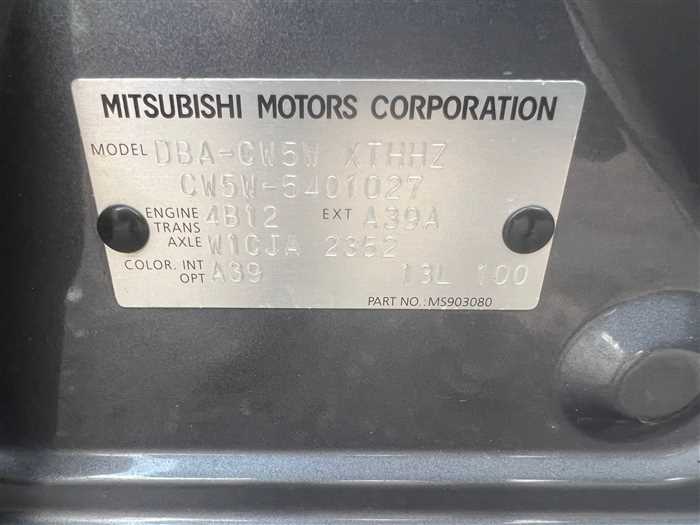 MITSUBISHI MOTORS CORPORATION
MODEL DBA-CW5W XTHHZ
CW5W-5401027
ENGINE 4B12 EXT A39A
TRANS
AXLE W1CJA 2352
COLOR. INT A39 13L 100
OPT
PART NO.: MS903080